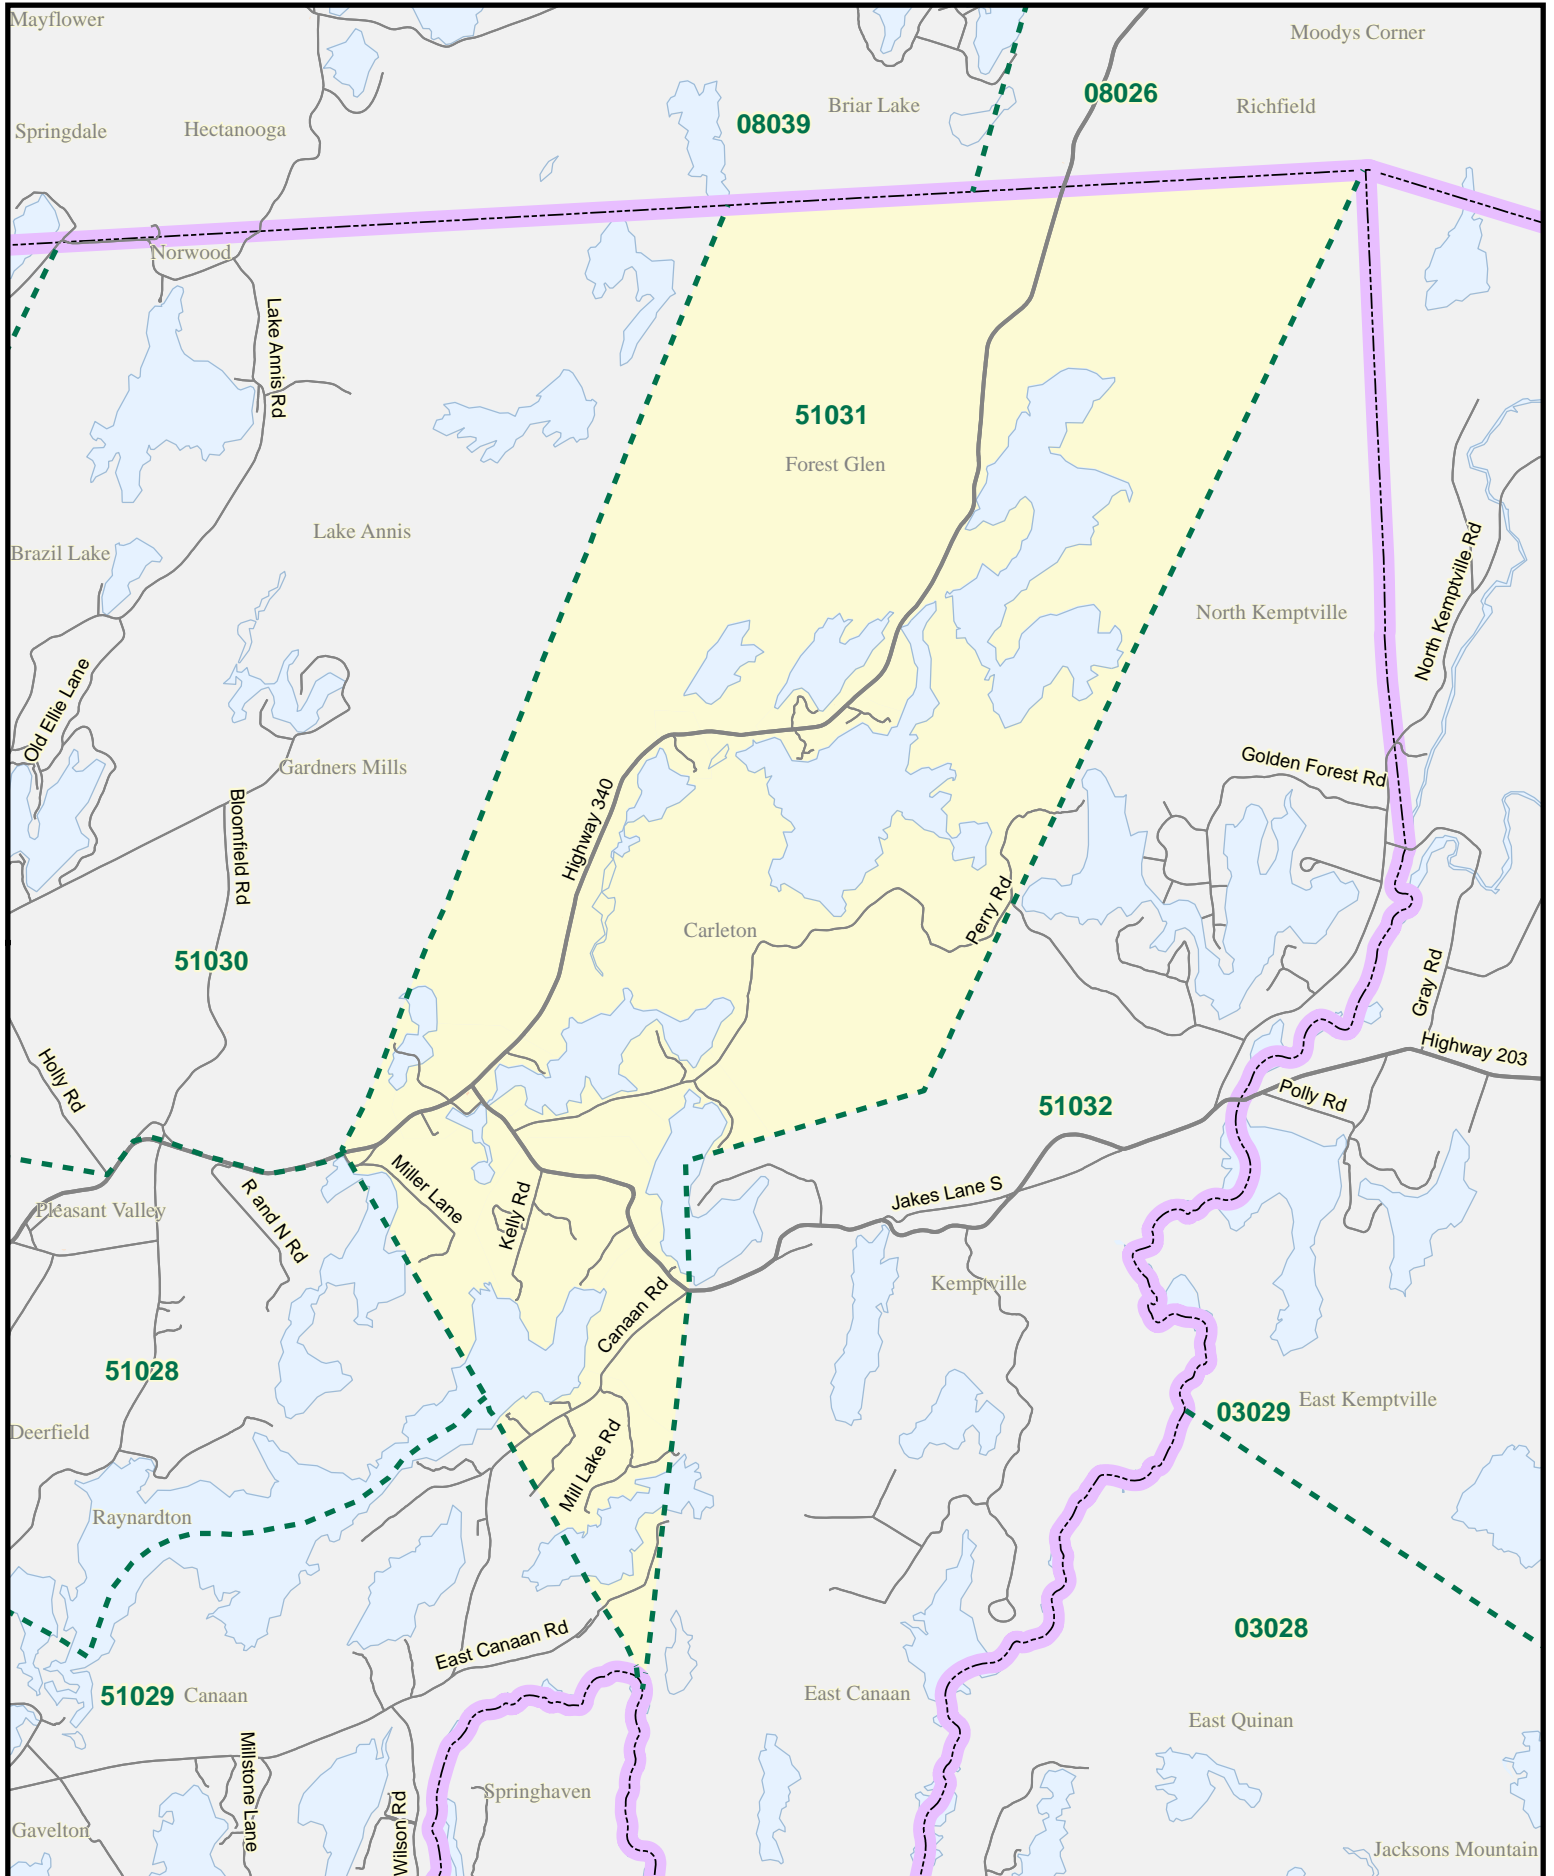 Mayflower
Moodys Corner
08026
Briar Lake
Richfield
08039
Springdale
Hectanooga
Norwood
Lake Annis Rd
51031
Forest Glen
Lake Annis
Brazil Lake
North Kemptville Rd
North Kemptville
Old Ellie Lane
Gardners Mills
Golden Forest Rd
Bloomfield Rd
Highway 340
Perry Rd
Carleton
51030
Gray Rd
Highway 203
Holly Rd
Polly Rd
51032
Miller Lane
Jakes Lane S
Kelly Rd
R and N Rd
Pleasant Valley
Kemptville
Canaan Rd
51028
East Kemptville
03029
Deerfield
Mill Lake Rd
Raynardton
03028
East Canaan Rd
51029
Canaan
East Canaan
East Quinan
Millstone Lane
Springhaven
Wilson Rd
Gavelton
Jacksons Mountain